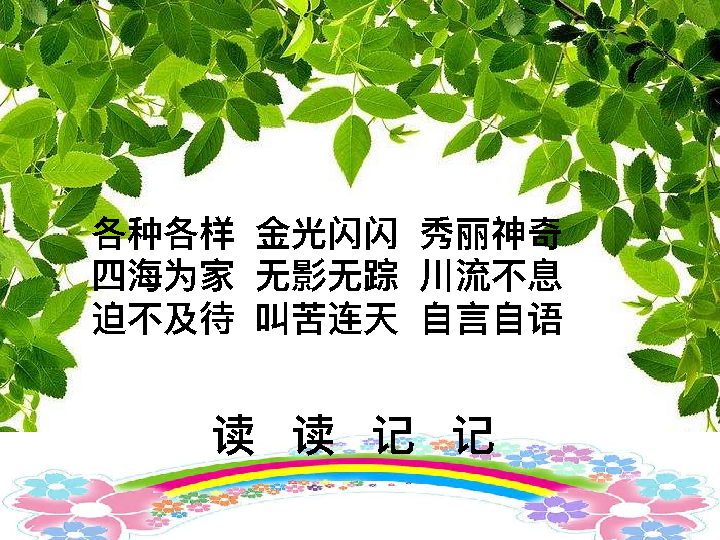 各种各样 金光闪闪 秀丽神奇
四海为家 无影无踪 川流不息
迫不及待 叫苦连天 自言自语
读 读 记 记